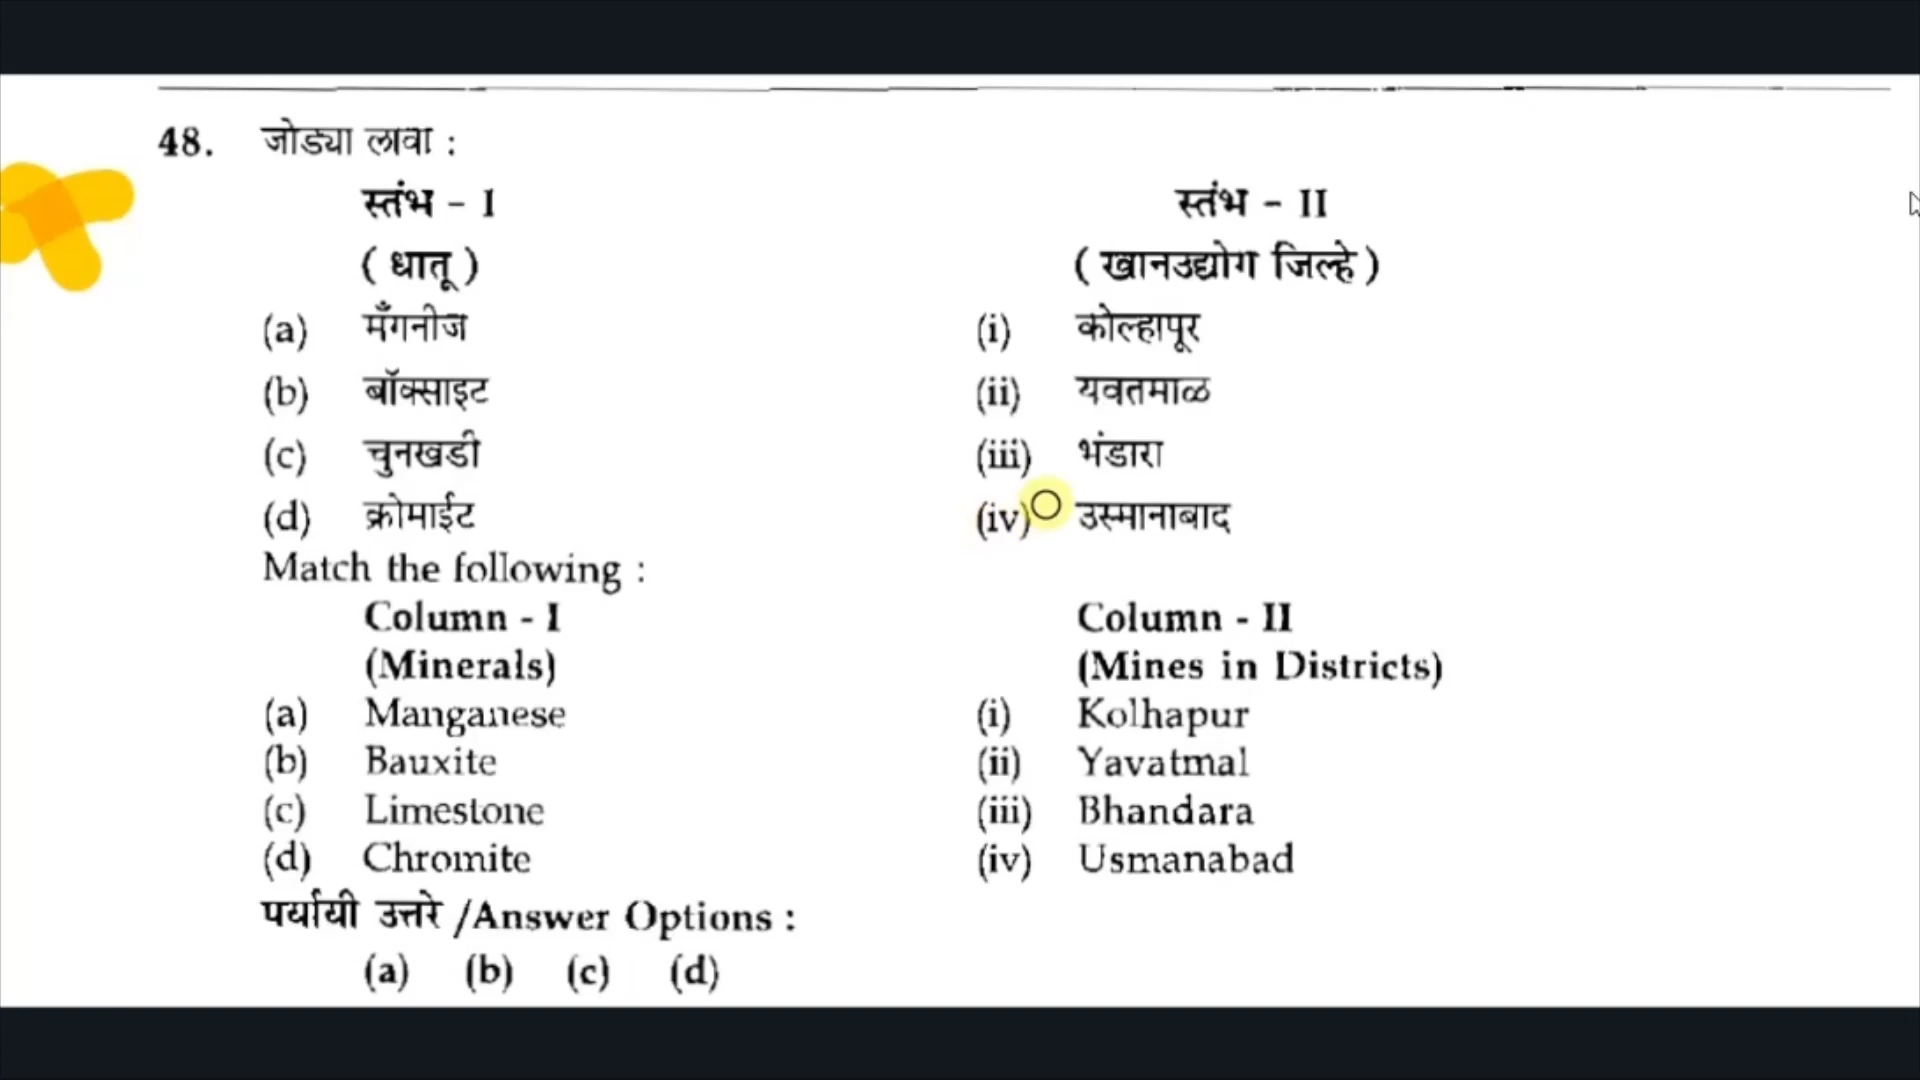 48. जोड्या लावा :
स्तंभ - I स्तंभ - II
( धातू ) ( खानउद्योग जिल्हे )
(a) मँगनीज (i) कोल्हापूर
(b) बॉक्साइट (ii) यवतमाळ
(c) चुनखडी (iii) भंडारा
(d) क्रोमाईट (iv) उस्मानाबाद
Match the following :
Column - I Column - II
(Minerals) (Mines in Districts)
(a) Manganese (i) Kolhapur
(b) Bauxite (ii) Yavatmal
(c) Limestone (iii) Bhandara
(d) Chromite (iv) Usmanabad
पर्यायी उत्तरे /Answer Options :
(a) (b) (c) (d)